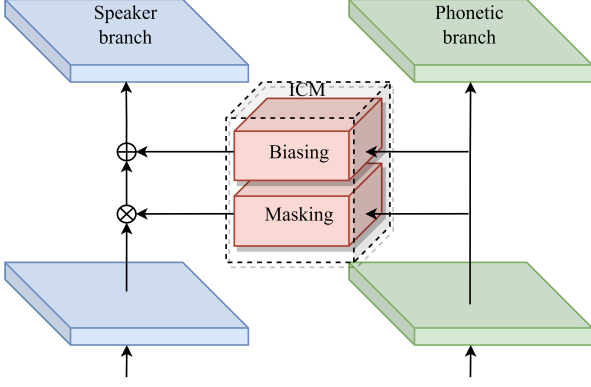 Speaker
branch
Phonetic
branch
ICM
Biasing
Masking